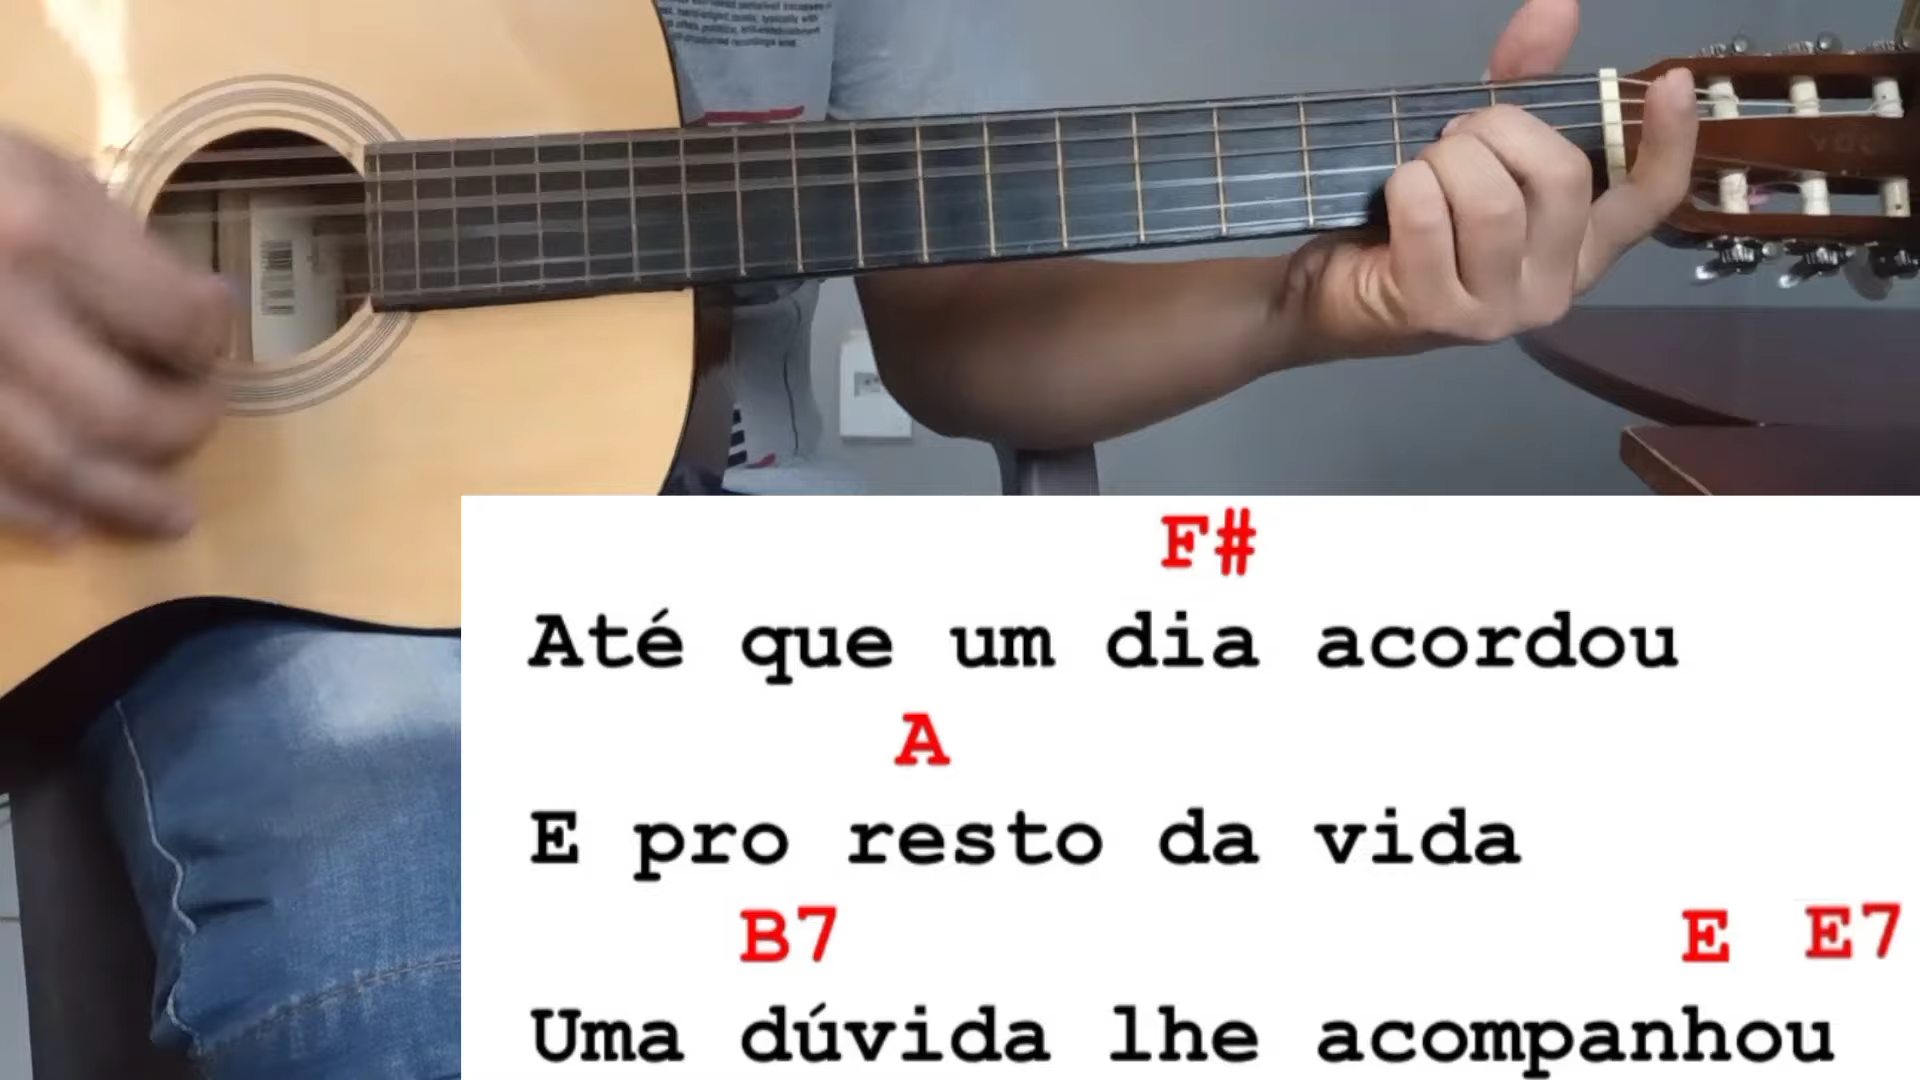 F#
Até que um dia acordou
A
E pro resto da vida
B7 E E7
Uma dúvida lhe acompanhou